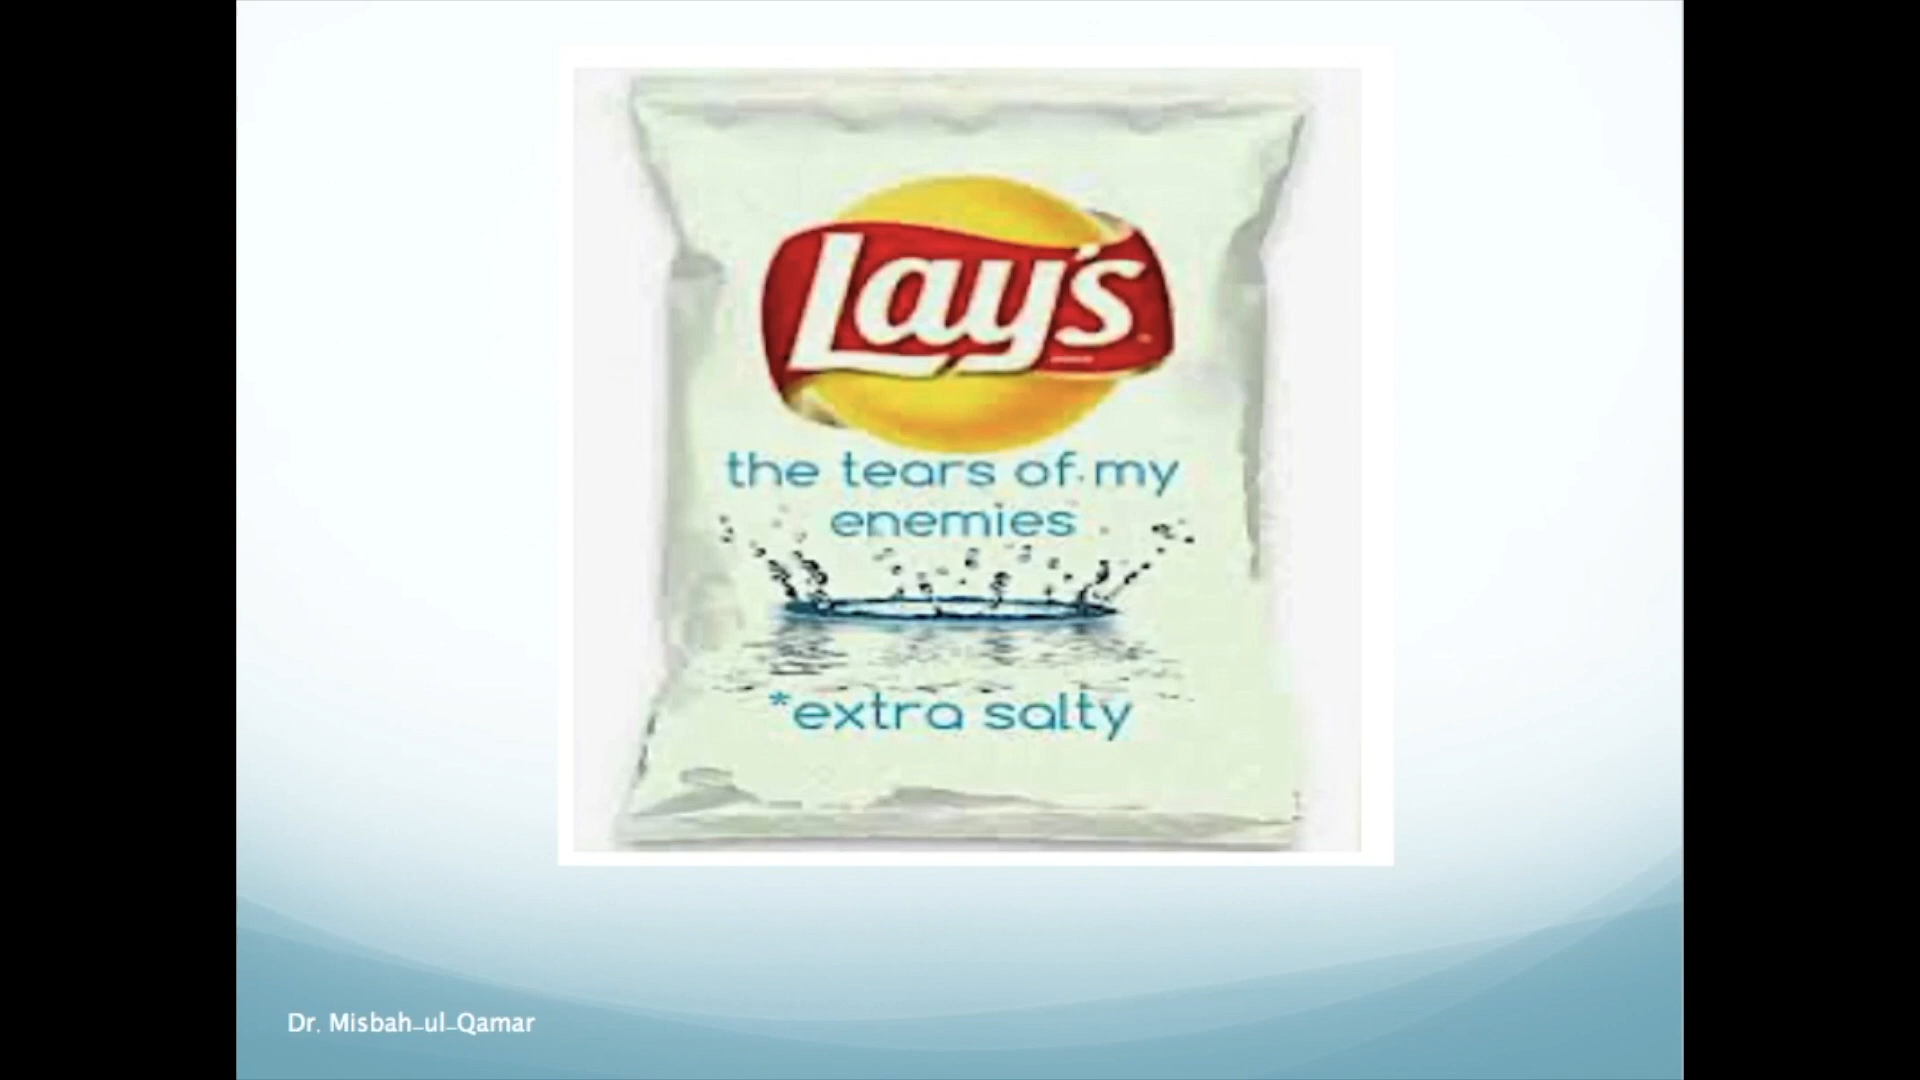 Lay's
the tears of my
enemies
*extra salty
Dr. Misbah-ul-Qamar